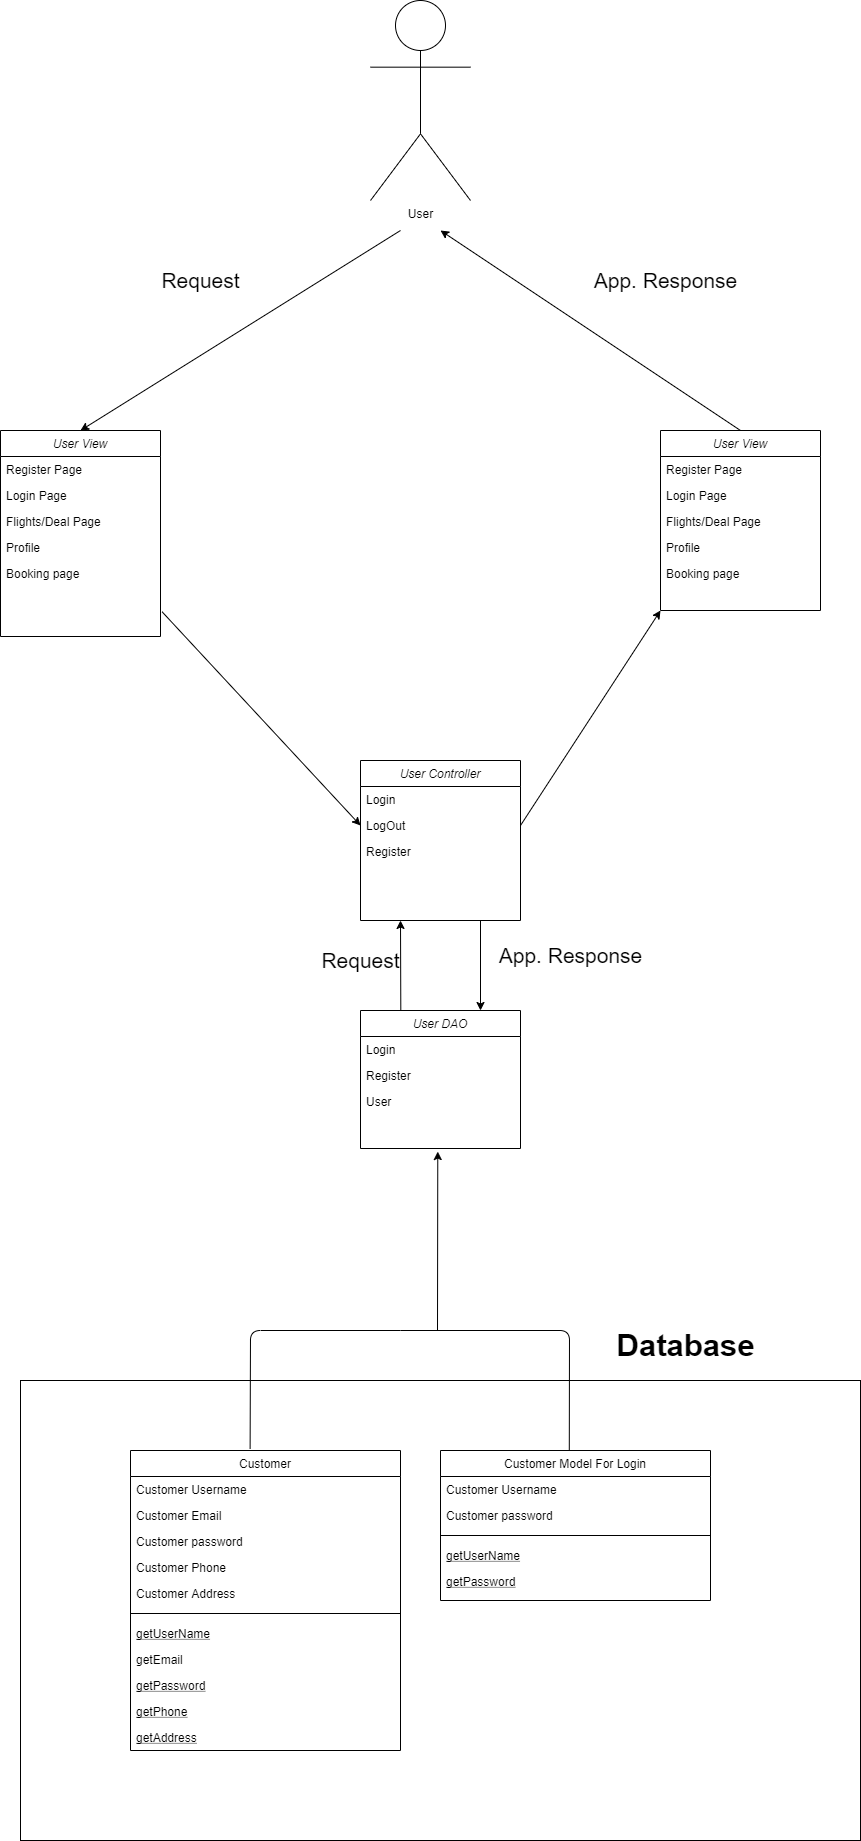 User
Request
App. Response
User View
Register Page
Login Page
Flights/Deal Page
Profile
Booking page
User View
Register Page
Login Page
Flights/Deal Page
Profile
Booking page
User Controller
Login
LogOut
Register
Request
App. Response
User DAO
Login
Register
User
Database
Customer
Customer Username
Customer Email
Customer password
Customer Phone
Customer Address
getUserName
getEmail
getPassword
getPhone
getAddress
Customer Model For Login
Customer Username
Customer password
getUserName
getPassword